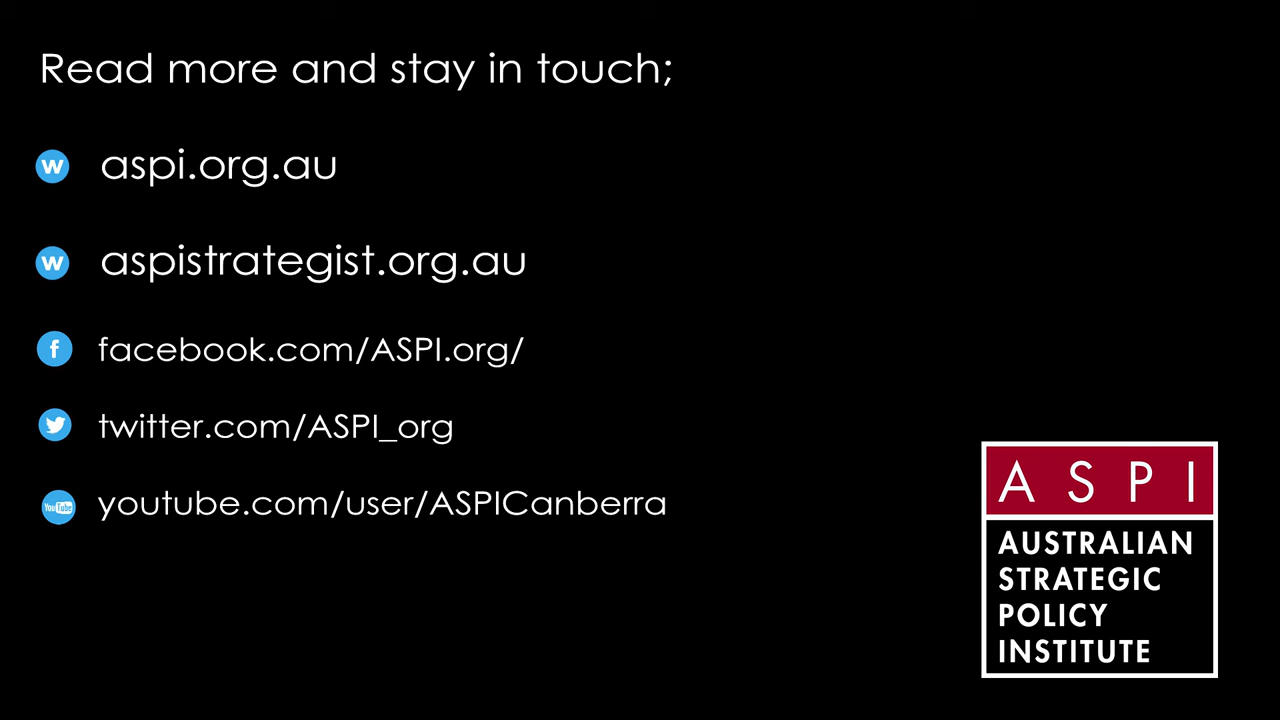 Read more and stay in touch;
w aspi.org.au
w aspistrategist.org.au
f facebook.com/ASPI.org/
twitter.com/ASPI_org
YouTube youtube.com/user/ASPICanberra
ASPI
AUSTRALIAN
STRATEGIC
POLICY
INSTITUTE